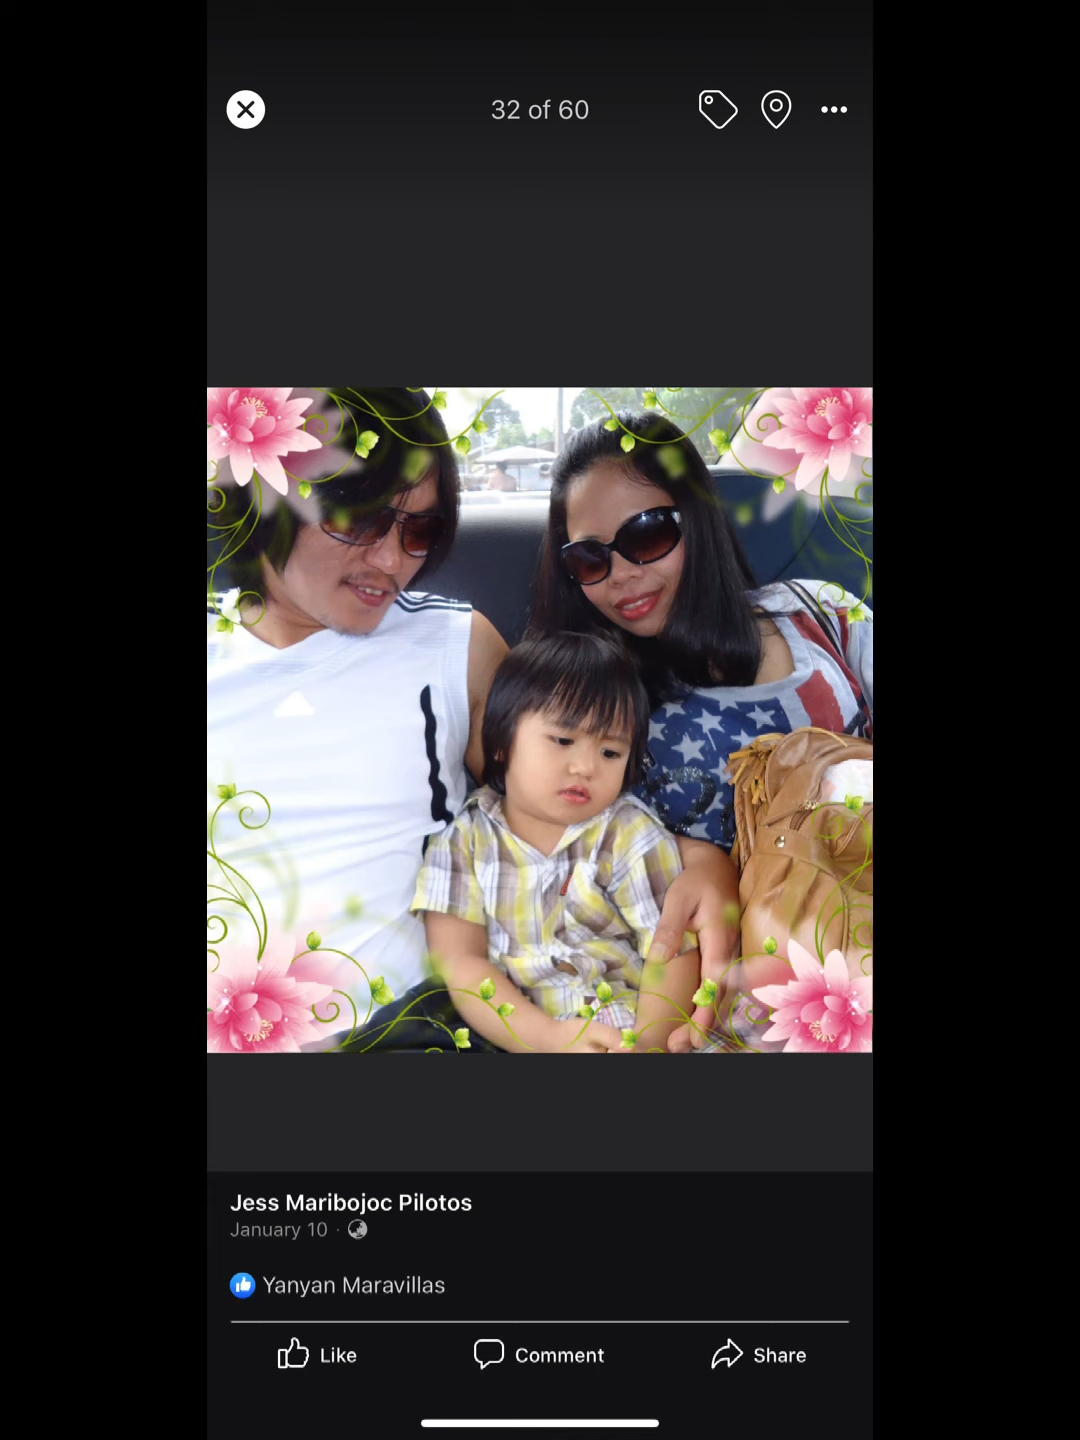 32 of 60
Jess Maribojoc Pilotos
January 10 ·
Yanyan Maravillas
Like
Comment
Share